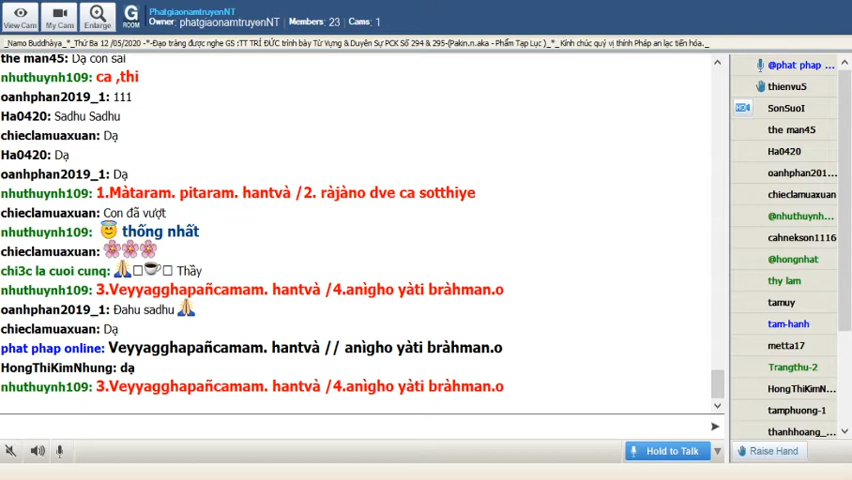 PhatgiaonamtruyenNT
G ROOM
Owner: phatgiaonamtruyenNT | Members: 23 | Cams: 1
View Cam
My Cam
Enlarge
_Namo Buddhàya_*_Thứ Ba 12 /05/2020 -*-Đạo tràng được nghe GS :TT TRÍ ĐỨC trình bày Từ Vựng & Duyên Sự PCK Số 294 & 295-(Pakin.n.aka - Phẩm Tạp Lục )_*_ Kính chúc quý vị thính Pháp an lạc tiến hóa._
the man45: Dạ con sai
nhuthuynh109: ca ,thi
oanhphan2019_1: 111
Ha0420: Sadhu Sadhu
chieclamuaxuan: Dạ
Ha0420: Dạ
oanhphan2019_1: Dạ
nhuthuynh109: 1.Màtaram. pitaram. hantvà /2. ràjàno dve ca sotthiye
chieclamuaxuan: Con đã vượt
nhuthuynh109: thống nhất
chieclamuaxuan:
chi3c la cuoi cunq: Thầy
nhuthuynh109: 3.Veyyagghapañcamam. hantvà /4.anìgho yàti bràhman.o
oanhphan2019_1: Đahu sadhu
chieclamuaxuan: Dạ
phat phap online: Veyyagghapañcamam. hantvà // anìgho yàti bràhman.o
HongThiKimNhung: dạ
nhuthuynh109: 3.Veyyagghapañcamam. hantvà /4.anìgho yàti bràhman.o
Hold to Talk
@phat phap ...
thienvu5
HD
SonSuoI
the man45
Ha0420
oanhphan201...
chieclamuaxuan
@nhuthuynh...
cahnekson1116
@hongnhat
thy lam
tamuy
tam-hanh
metta17
Trangthu-2
HongThiKimN...
tamphuong-1
thanhhoang_...
Raise Hand